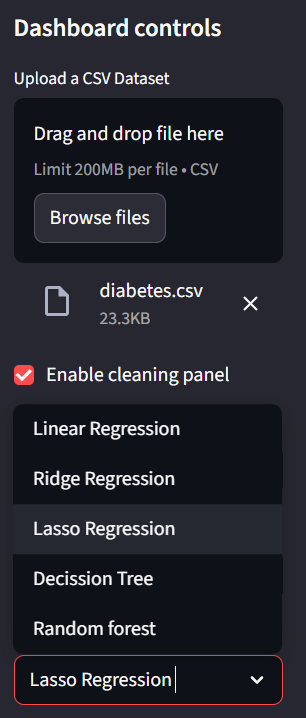 Dashboard controls
Upload a CSV Dataset
Drag and drop file here
Limit 200MB per file • CSV
Browse files
diabetes.csv
23.3KB
Enable cleaning panel
Linear Regression
Ridge Regression
Lasso Regression
Decission Tree
Random forest
Lasso Regression